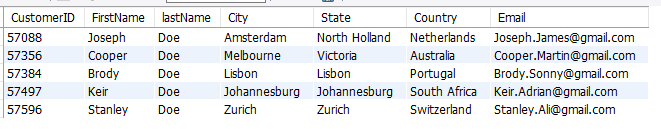 CustomerID FirstName lastName City State Country Email
57088 Joseph Doe Amsterdam North Holland Netherlands Joseph.James@gmail.com
57356 Cooper Doe Melbourne Victoria Australia Cooper.Martin@gmail.com
57384 Brody Doe Lisbon Lisbon Portugal Brody.Sonny@gmail.com
57497 Keir Doe Johannesburg Johannesburg South Africa Keir.Adrian@gmail.com
57596 Stanley Doe Zurich Zurich Switzerland Stanley.Ali@gmail.com